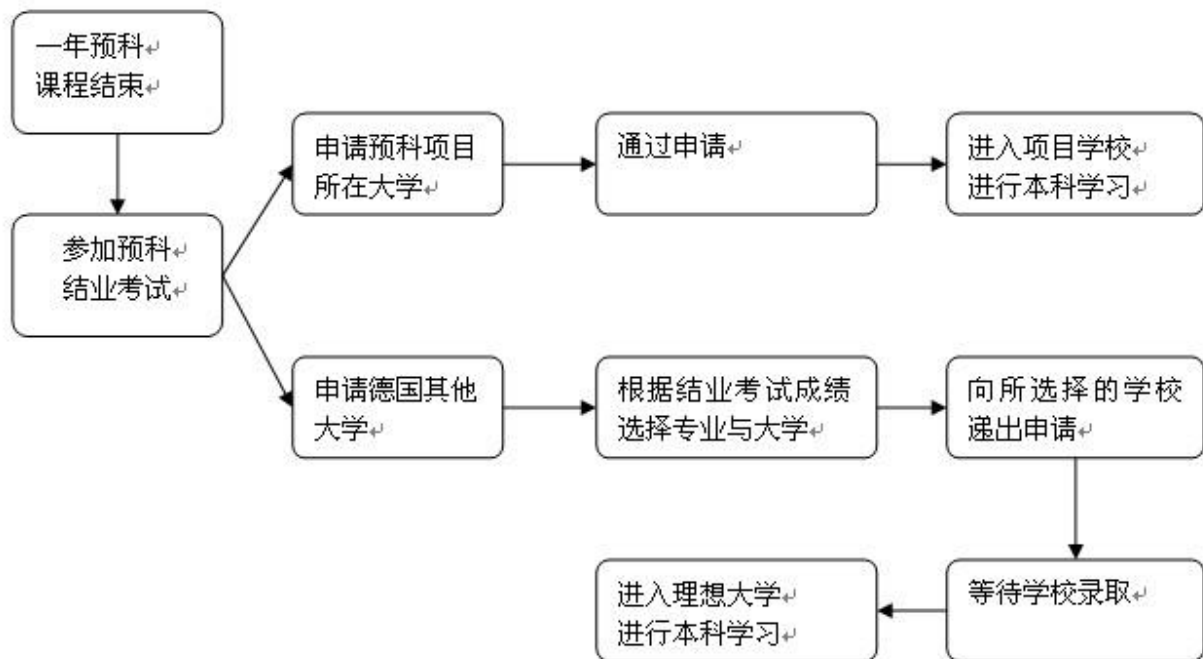 一年预科
课程结束
参加预科
结业考试
申请预科项目
所在大学
通过申请
进入项目学校
进行本科学习
申请德国其他
大学
根据结业考试成绩
选择专业与大学
向所选择的学校
递出申请
等待学校录取
进入理想大学
进行本科学习